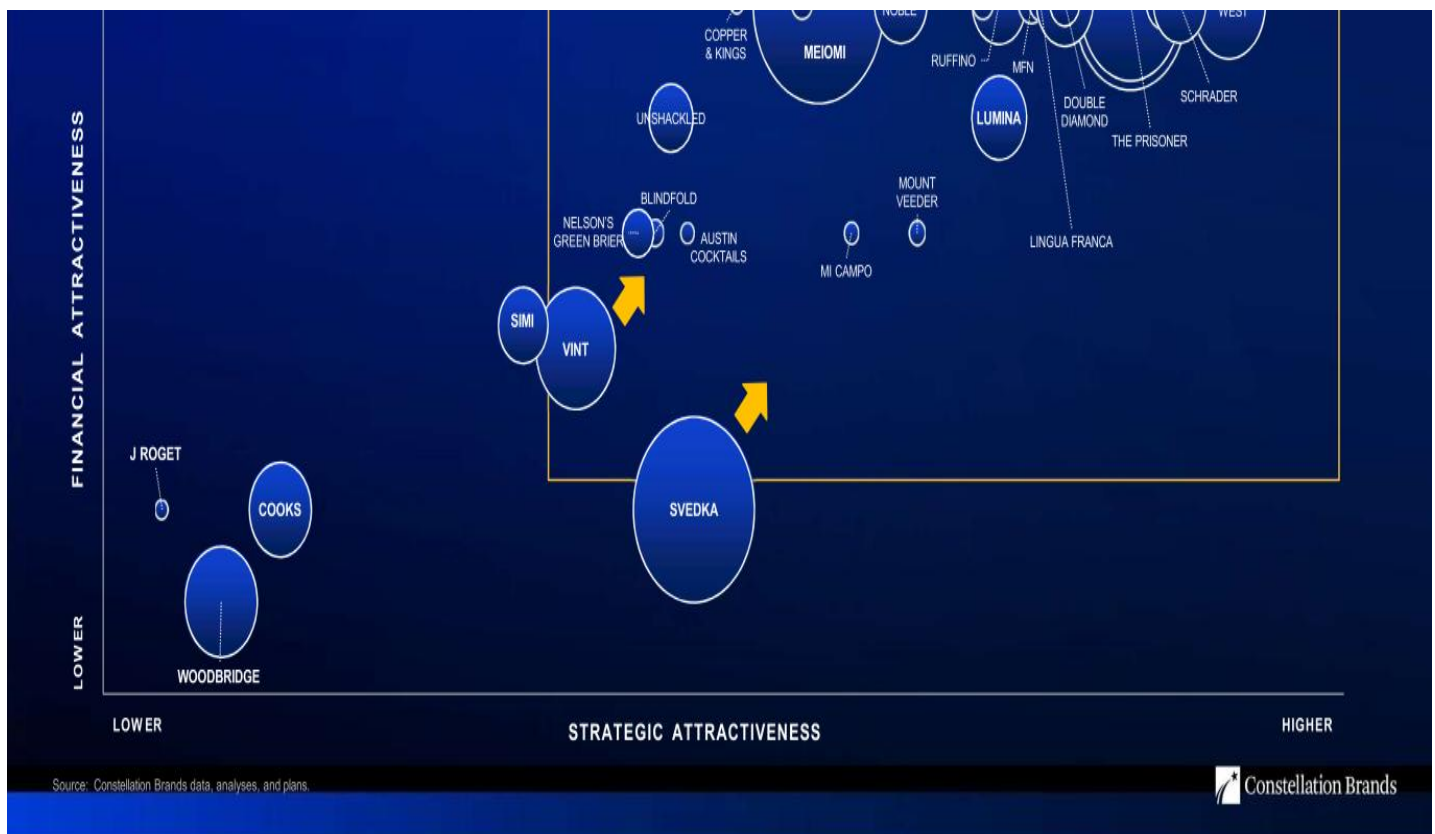 NOBLE
WEST
COPPER
& KINGS
MEIOMI
RUFFINO
MFN
DOUBLE
DIAMOND
SCHRADER
THE PRISONER
UNSHACKLED
LUMINA
BLINDFOLD
NELSON'S
GREEN BRIER
AUSTIN
COCKTAILS
MOUNT
VEEDER
MI CAMPO
LINGUA FRANCA
SIMI
VINT
SVEDKA
J ROGET
COOKS
WOODBRIDGE
FINANCIAL ATTRACTIVENESS
LOWER
LOWER
STRATEGIC ATTRACTIVENESS
HIGHER
Source: Constellation Brands data, analyses, and plans.
Constellation Brands